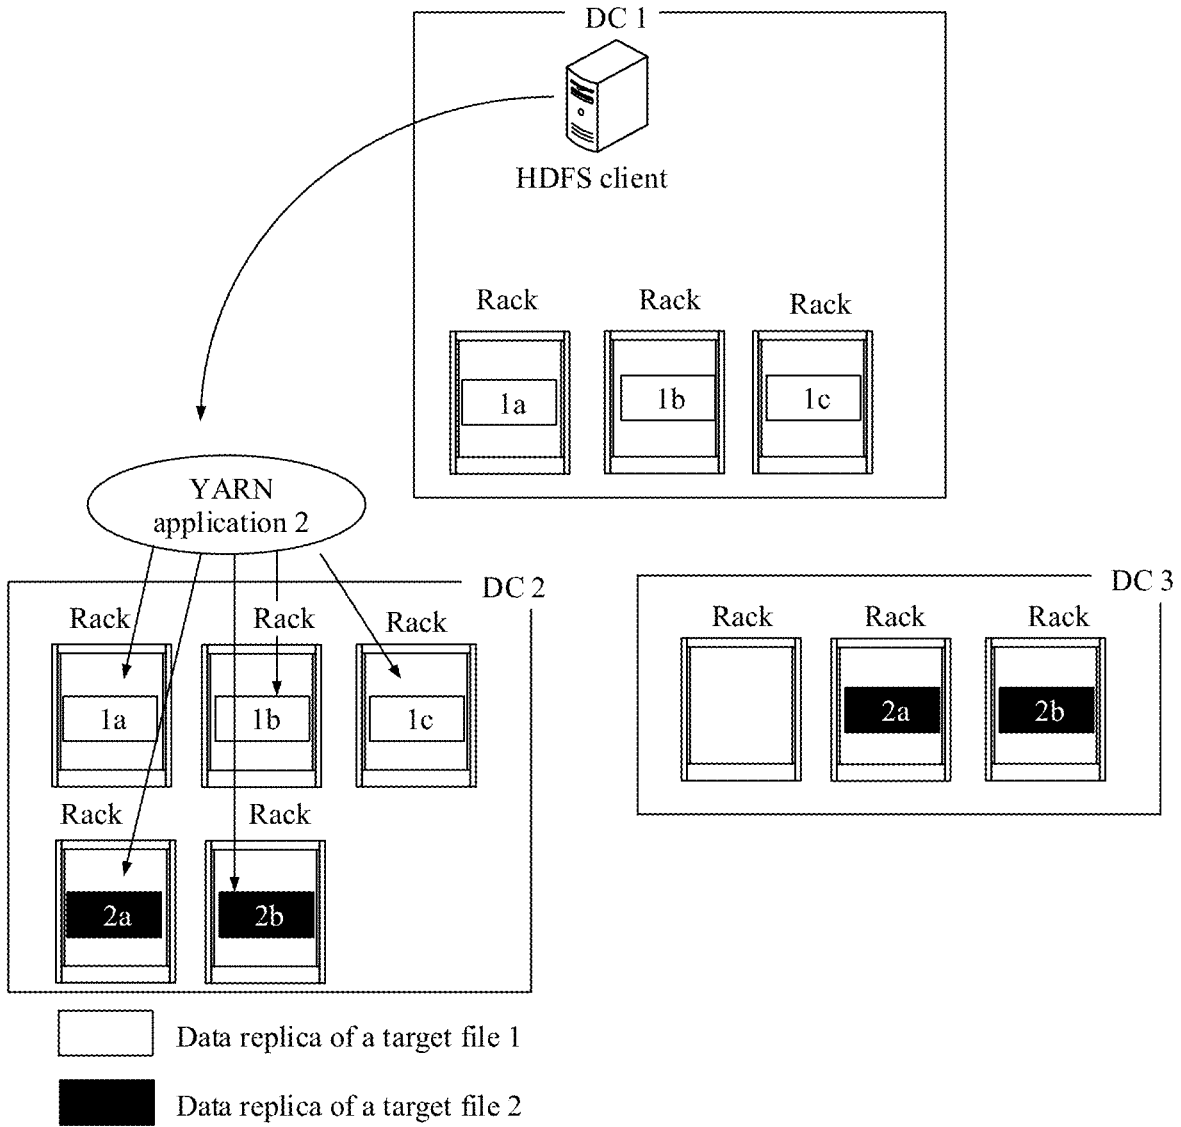 DC 1
HDFS client
Rack
Rack
Rack
1a
1b
1c
YARN
application 2
DC 2
Rack
Rack
Rack
1a
1b
1c
Rack
Rack
2a
2b
DC 3
Rack
Rack
Rack
2a
2b
Data replica of a target file 1
Data replica of a target file 2